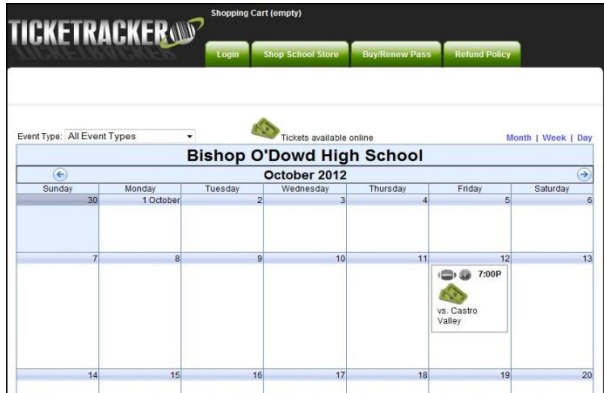 Shopping Cart (empty)
TICKETRACKER
Login Shop School Store Buy/Renew Pass Refund Policy
Event Type: All Event Types Tickets available online Month | Week | Day
Bishop O'Dowd High School
October 2012
Sunday Monday Tuesday Wednesday Thursday Friday Saturday
30 1 October 2 3 4 5 6
7 8 9 10 11 12 13
7:00P
vs. Castro
Valley
14 15 16 17 18 19 20